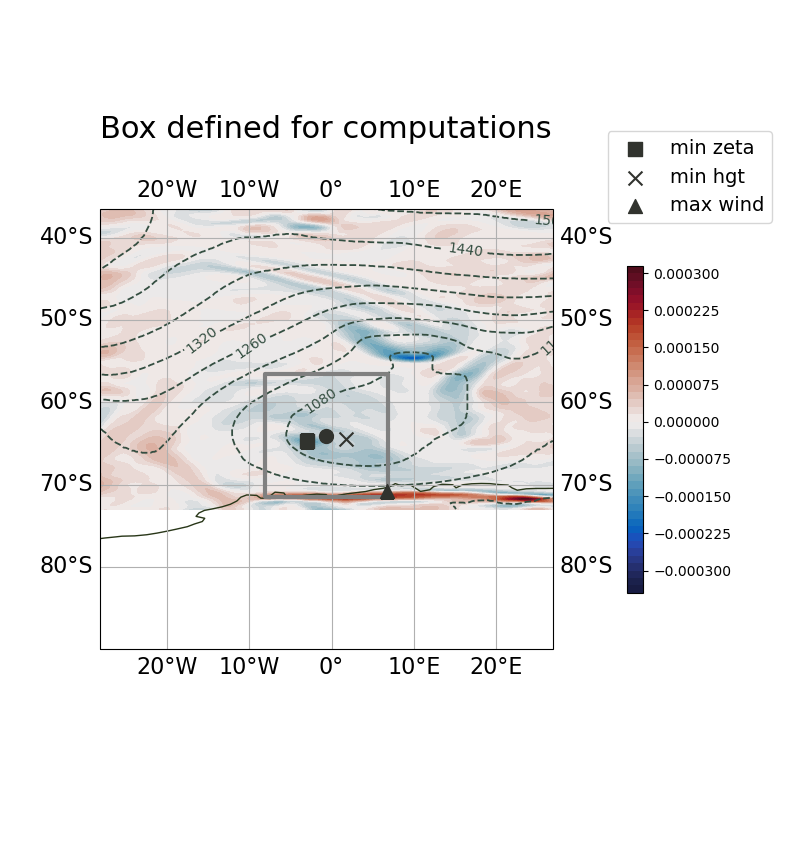 Box defined for computations
min zeta
min hgt
max wind
20°W 10°W 0° 10°E 20°E
40°S 40°S
50°S 50°S
60°S 60°S
70°S 70°S
80°S 80°S
1440
1320
1260
1080
0.000300
0.000225
0.000150
0.000075
0.000000
−0.000075
−0.000150
−0.000225
−0.000300
20°W 10°W 0° 10°E 20°E